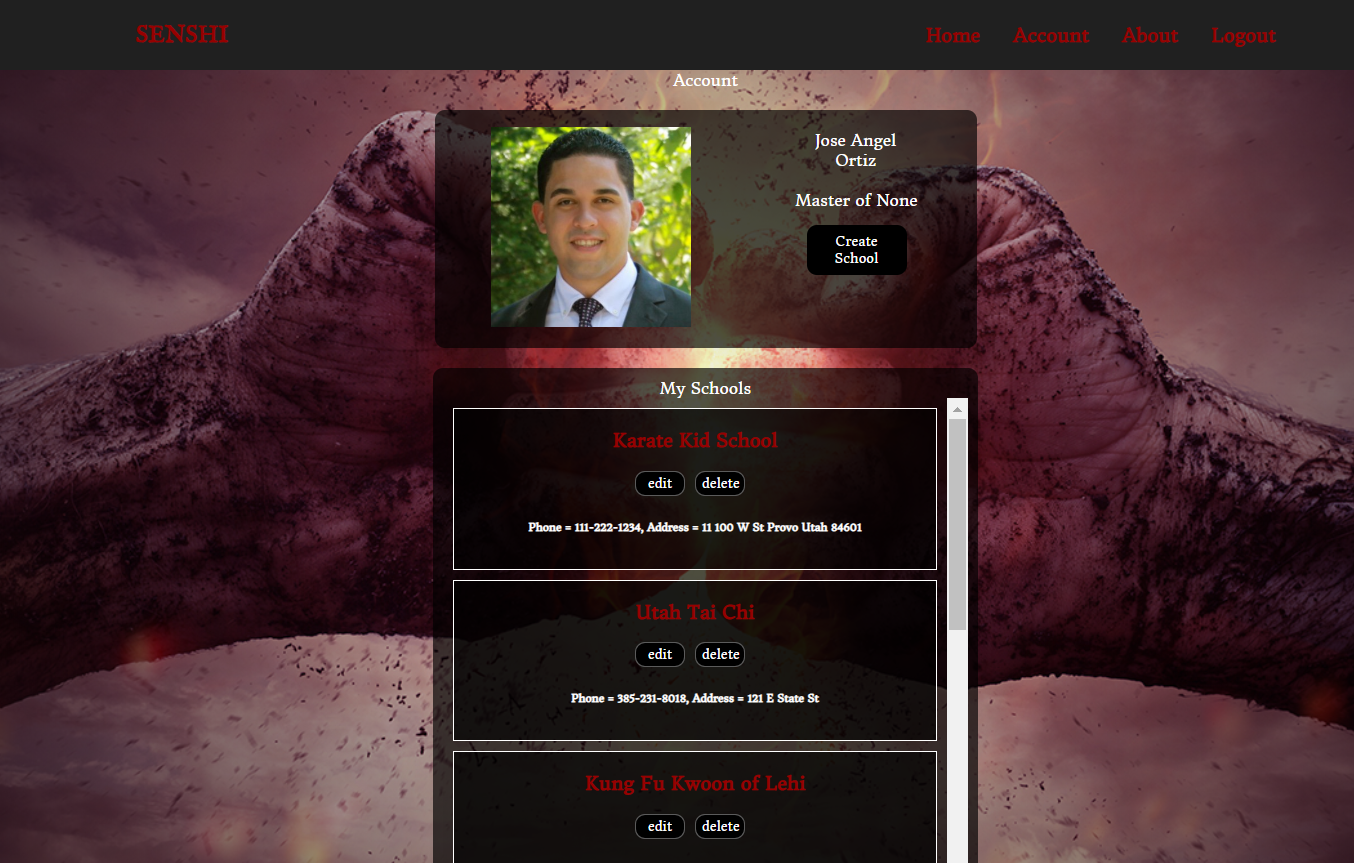 SENSHI
Home Account About Logout
Account
Jose Angel
Ortiz
Master of None
Create
School
My Schools
Karate Kid School
edit delete
Phone = 111-222-1234, Address = 11 100 W St Provo Utah 84601
Utah Tai Chi
edit delete
Phone = 385-231-8018, Address = 121 E State St
Kung Fu Kwoon of Lehi
edit delete